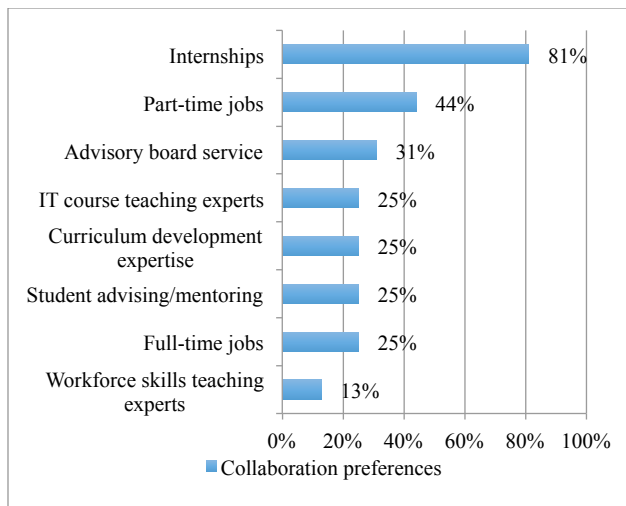 Internships
81%
Part-time jobs
44%
Advisory board service
31%
IT course teaching experts
25%
Curriculum development
expertise
25%
Student advising/mentoring
25%
Full-time jobs
25%
Workforce skills teaching
experts
13%
0% 20% 40% 60% 80% 100%
Collaboration preferences